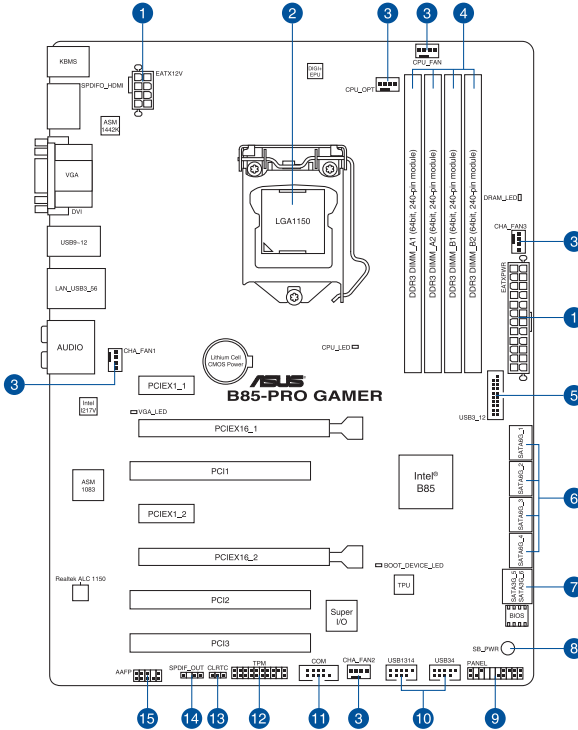 1
2
3
3
4
KBMS
EATX12V
DIGI+
EPU
CPU_FAN
CPU_OPT
SPDIFO_HDMI
ASM
1442K
VGA
DVI
LGA1150
DDR3 DIMM_A1 (64bit, 240-pin module)
DDR3 DIMM_A2 (64bit, 240-pin module)
DDR3 DIMM_B1 (64bit, 240-pin module)
DDR3 DIMM_B2 (64bit, 240-pin module)
DRAM_LED
CHA_FAN3
3
USB9-12
EATXPWR
LAN_USB3_56
1
AUDIO
CHA_FAN1
3
Lithium Cell
CMOS Power
CPU_LED
PCIEX1_1
ASUS
B85-PRO GAMER
5
USB3_12
Intel
I217V
VGA_LED
PCIEX16_1
SATA6G_1
SATA6G_2
SATA6G_3
SATA6G_4
6
PCI1
Intel®
B85
ASM
1083
PCIEX1_2
PCIEX16_2
BOOT_DEVICE_LED
TPU
SATA3G_5
SATA3G_6
7
Realtek ALC 1150
PCI2
Super
I/O
BIOS
PCI3
SB_PWR
8
AAFP
SPDIF_OUT
CLRTC
TPM
COM
CHA_FAN2
USB1314
USB34
PANEL
15
14
13
12
11
3
10
9